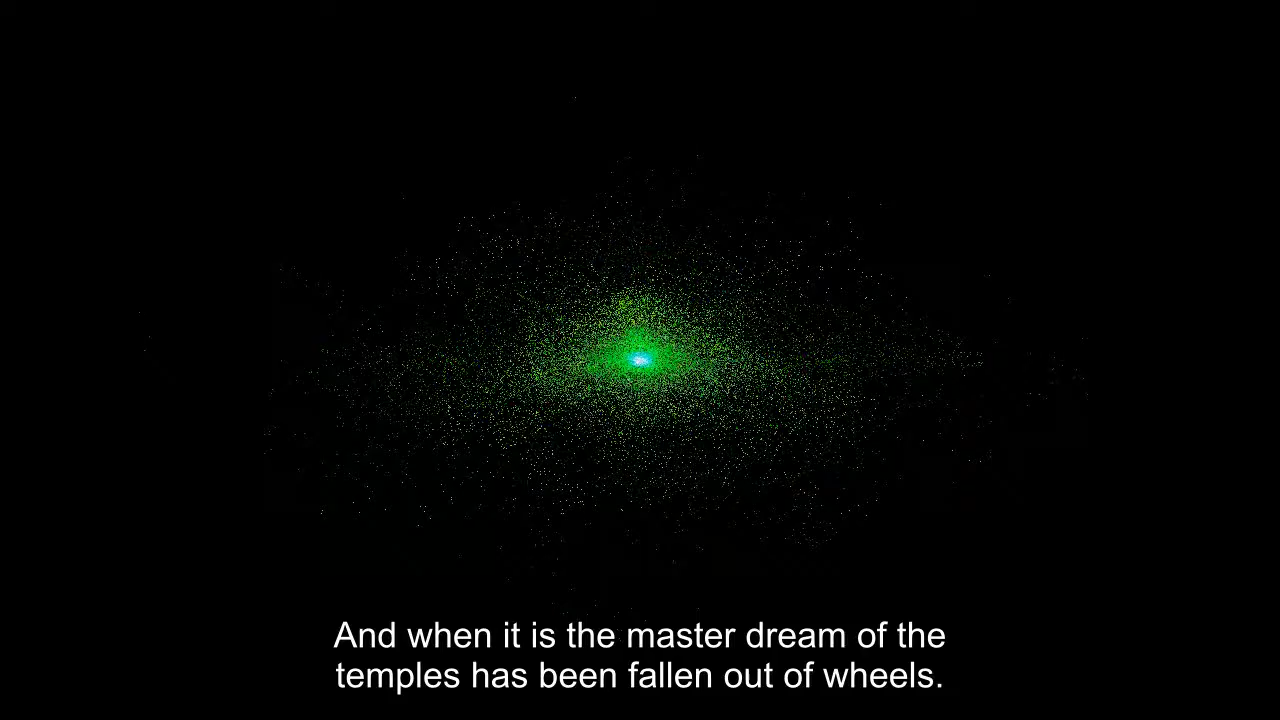 And when it is the master dream of the
temples has been fallen out of wheels.